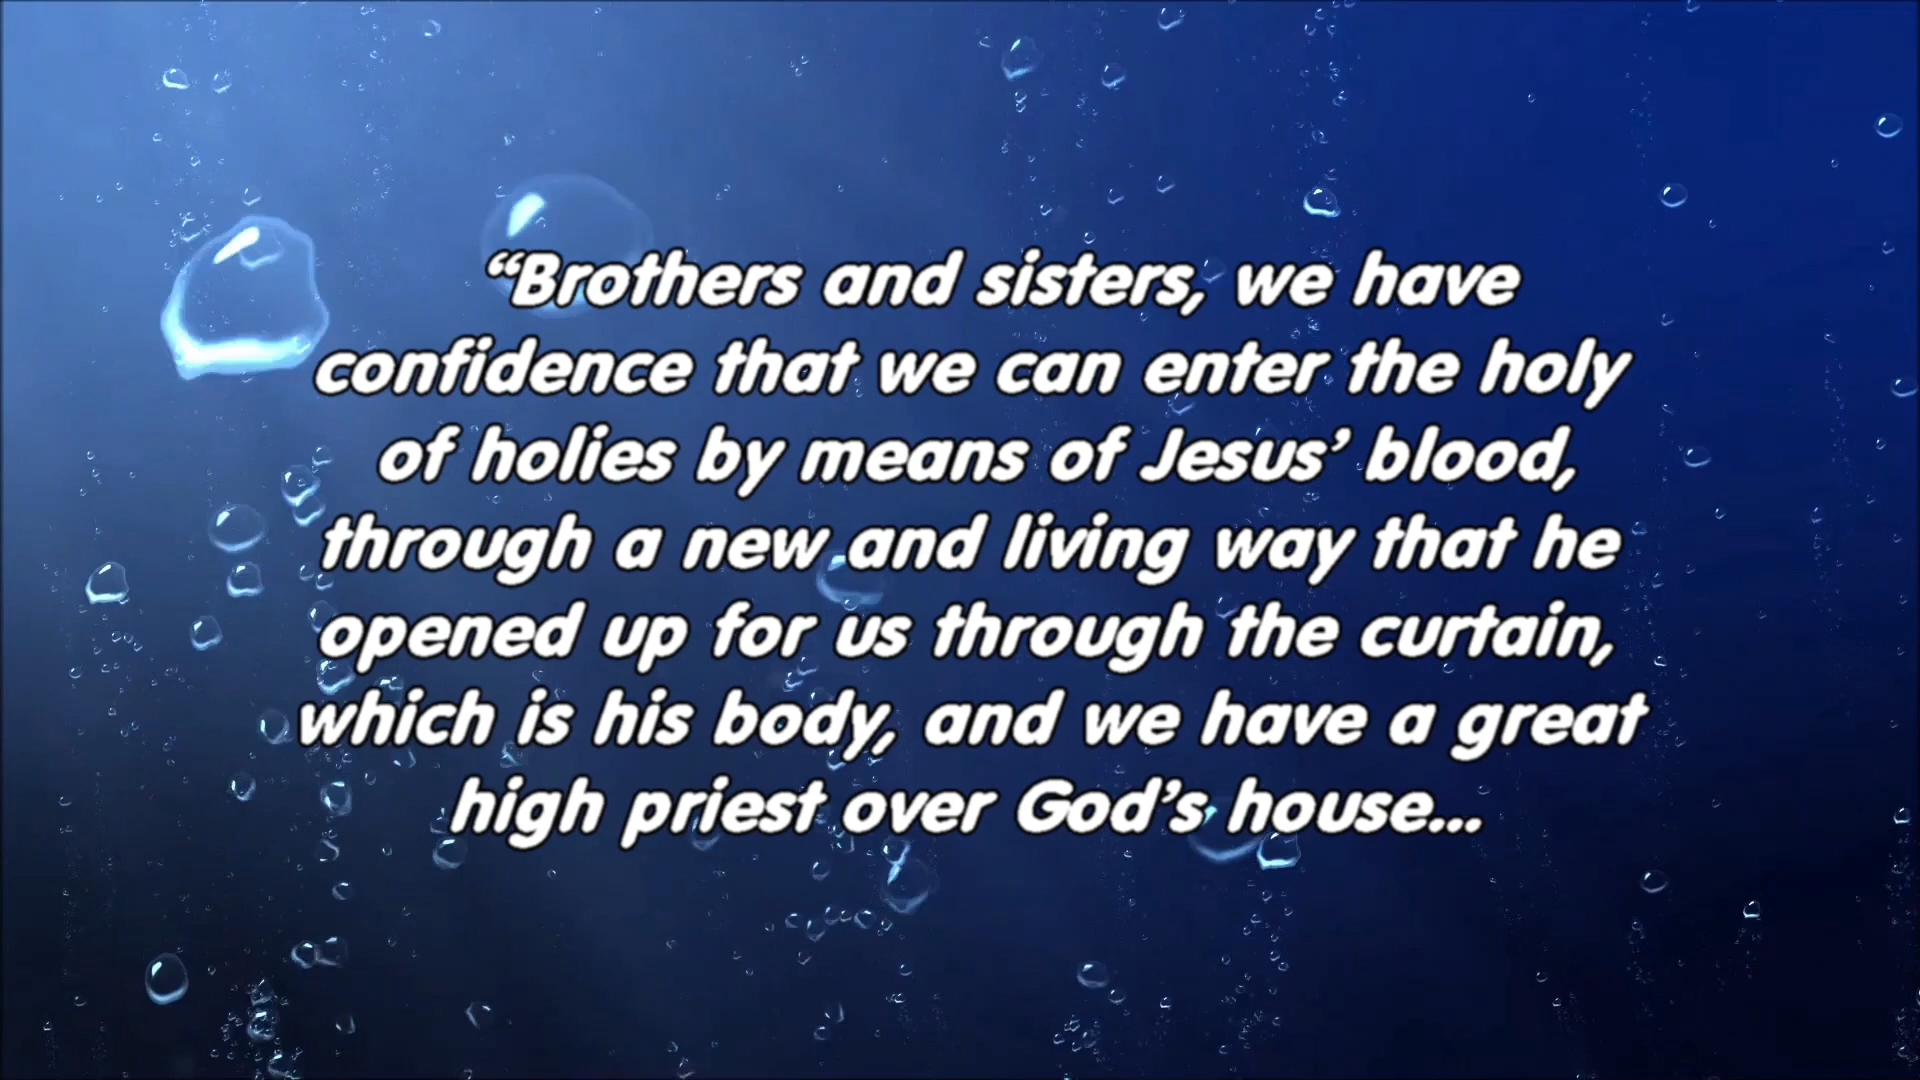 “Brothers and sisters, we have
confidence that we can enter the holy
of holies by means of Jesus’ blood,
through a new and living way that he
opened up for us through the curtain,
which is his body, and we have a great
high priest over God’s house...